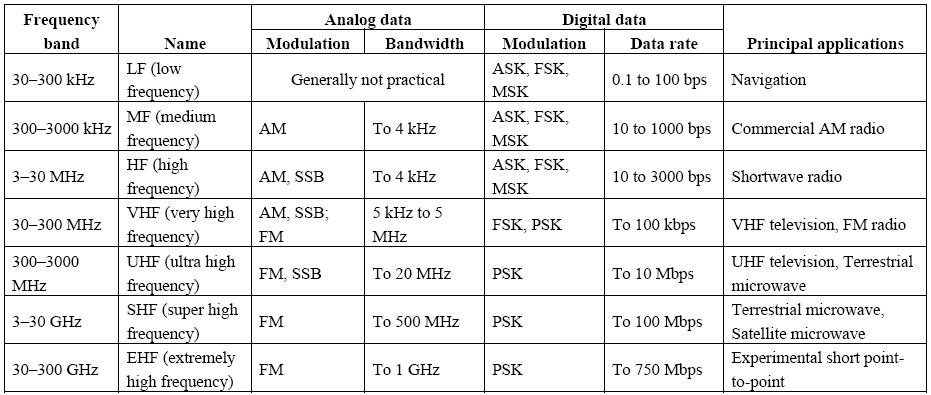 Frequency band | Name | Analog data | Digital data | Principal applications
Modulation | Bandwidth | Modulation | Data rate
30–300 kHz | LF (low frequency) | Generally not practical | ASK, FSK, MSK | 0.1 to 100 bps | Navigation
300–3000 kHz | MF (medium frequency) | AM | To 4 kHz | ASK, FSK, MSK | 10 to 1000 bps | Commercial AM radio
3–30 MHz | HF (high frequency) | AM, SSB | To 4 kHz | ASK, FSK, MSK | 10 to 3000 bps | Shortwave radio
30–300 MHz | VHF (very high frequency) | AM, SSB; FM | 5 kHz to 5 MHz | FSK, PSK | To 100 kbps | VHF television, FM radio
300–3000 MHz | UHF (ultra high frequency) | FM, SSB | To 20 MHz | PSK | To 10 Mbps | UHF television, Terrestrial microwave
3–30 GHz | SHF (super high frequency) | FM | To 500 MHz | PSK | To 100 Mbps | Terrestrial microwave, Satellite microwave
30–300 GHz | EHF (extremely high frequency) | FM | To 1 GHz | PSK | To 750 Mbps | Experimental short point-to-point